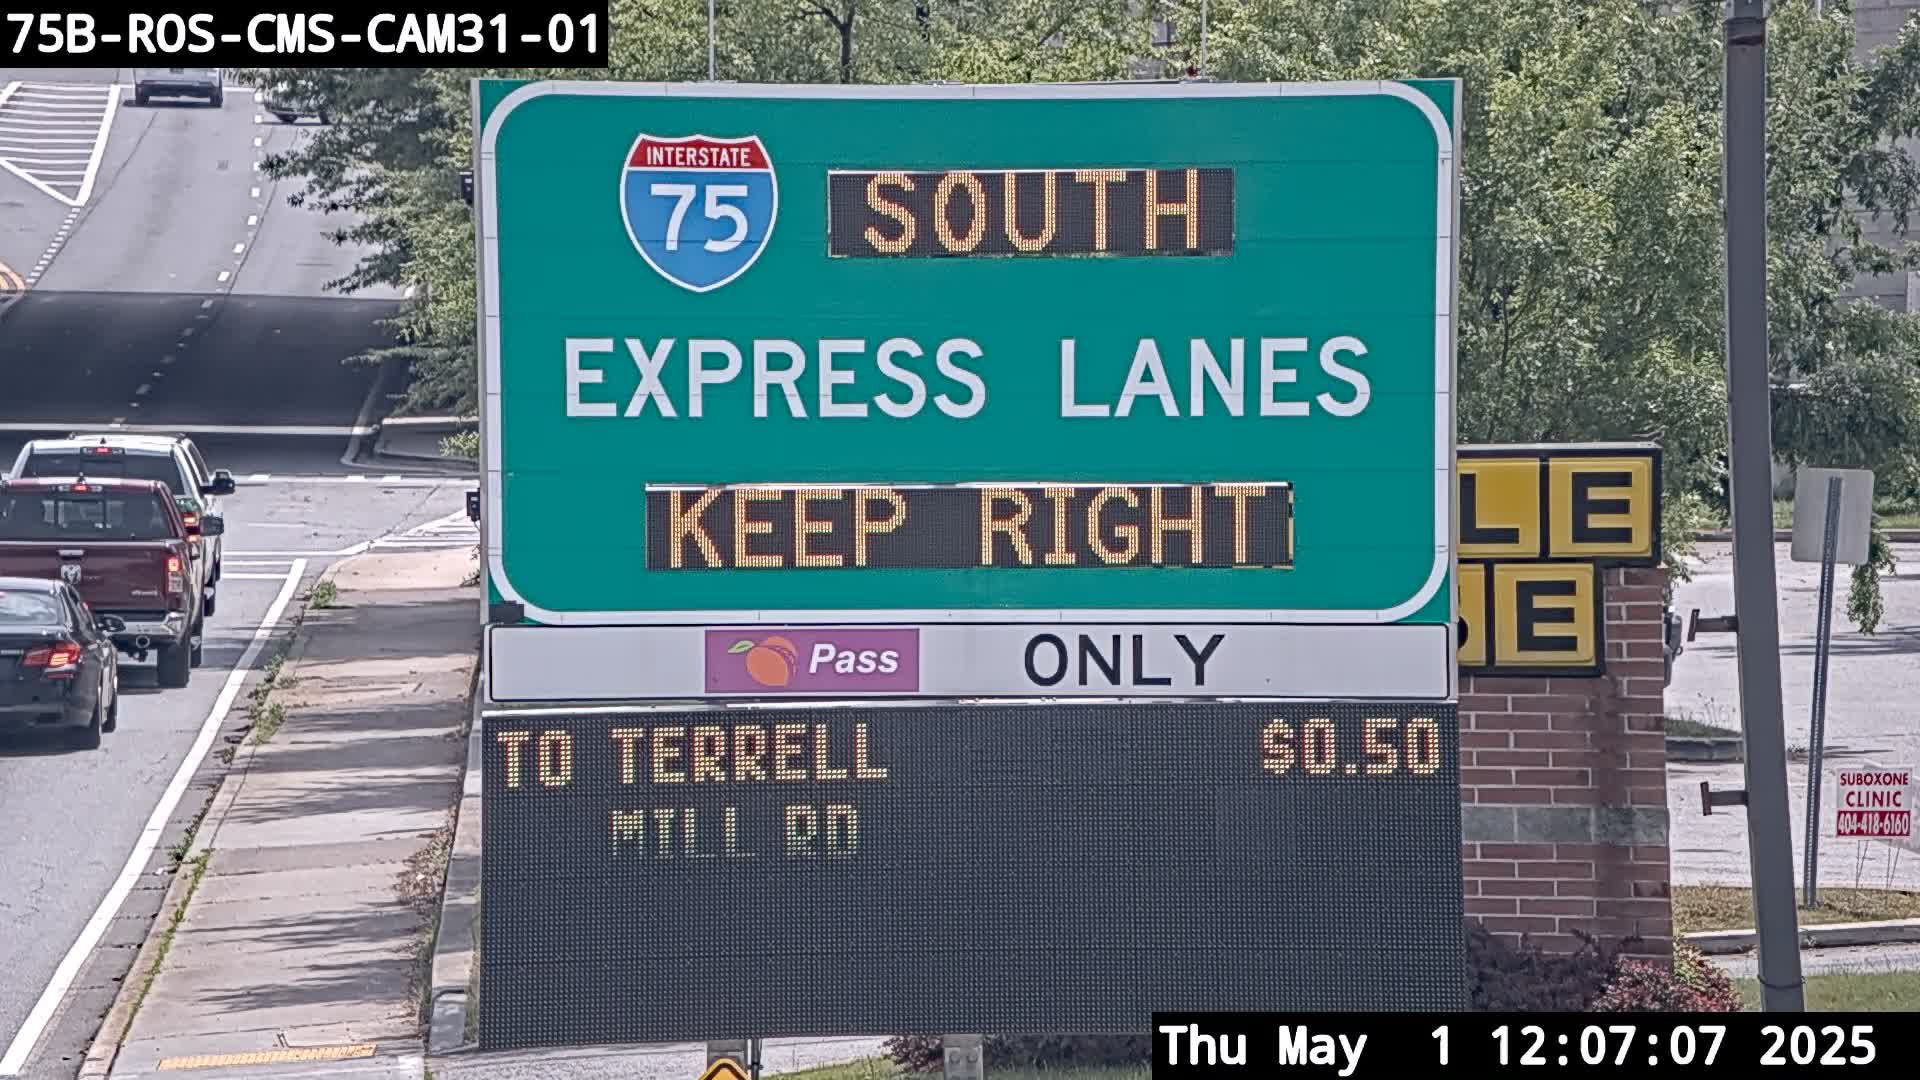 75B-ROS-CMS-CAM31-01
INTERSTATE
75
SOUTH
EXPRESS LANES
KEEP RIGHT
Pass ONLY
TO TERRELL $0.50
MILL RD
LE
E
SUBOXONE
CLINIC
404-418-6160
Thu May 1 12:07:07 2025